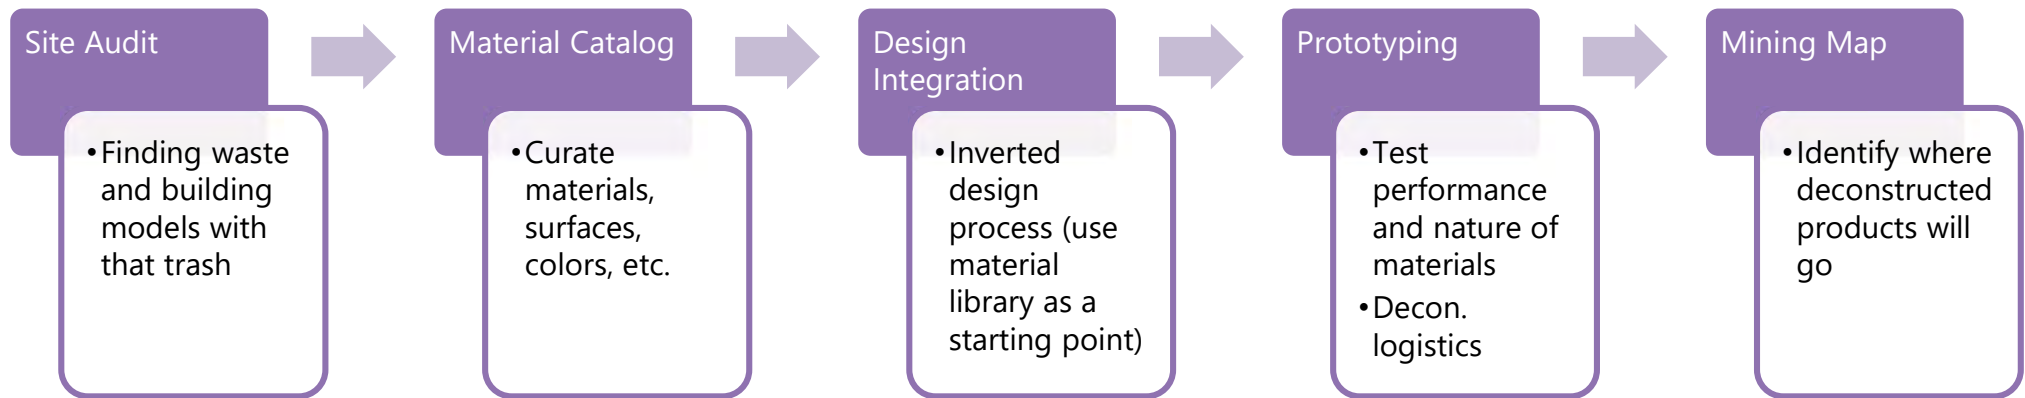 Site Audit
•Finding waste
and building
models with
that trash
Material Catalog
•Curate
materials,
surfaces,
colors, etc.
Design
Integration
•Inverted
design
process (use
material
library as a
starting point)
Prototyping
•Test
performance
and nature of
materials
•Decon.
logistics
Mining Map
•Identify where
deconstructed
products will
go